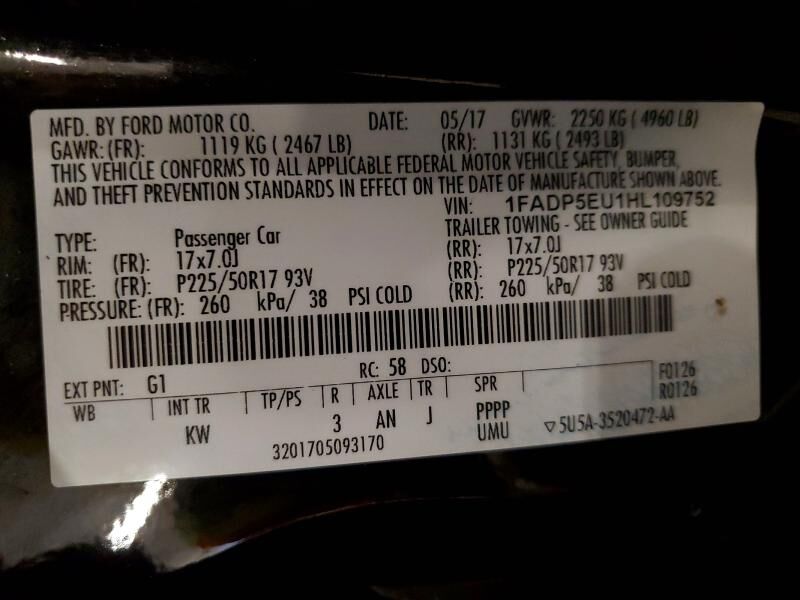 MFD. BY FORD MOTOR CO. DATE: 05/17 GVWR: 2250 KG ( 4960 LB)
GAWR: (FR): 1119 KG ( 2467 LB) (RR): 1131 KG ( 2493 LB)
THIS VEHICLE CONFORMS TO ALL APPLICABLE FEDERAL MOTOR VEHICLE SAFETY, BUMPER,
AND THEFT PREVENTION STANDARDS IN EFFECT ON THE DATE OF MANUFACTURE SHOWN ABOVE.
VIN: 1FADP5EU1HL109752
TYPE: Passenger Car TRAILER TOWING - SEE OWNER GUIDE
RIM: (FR): 17x7.0J (RR): 17x7.0J
TIRE: (FR): P225/50R17 93V (RR): P225/50R17 93V
PRESSURE: (FR): 260 kPa/ 38 PSI COLD (RR): 260 kPa/ 38 PSI COLD
EXT PNT: G1 RC: 58 DSO: F0126
WB INT TR TP/PS R AXLE TR SPR R0126
KW 3 AN J PPPP
3201705093170 UMU ▽5U5A-3520472-AA